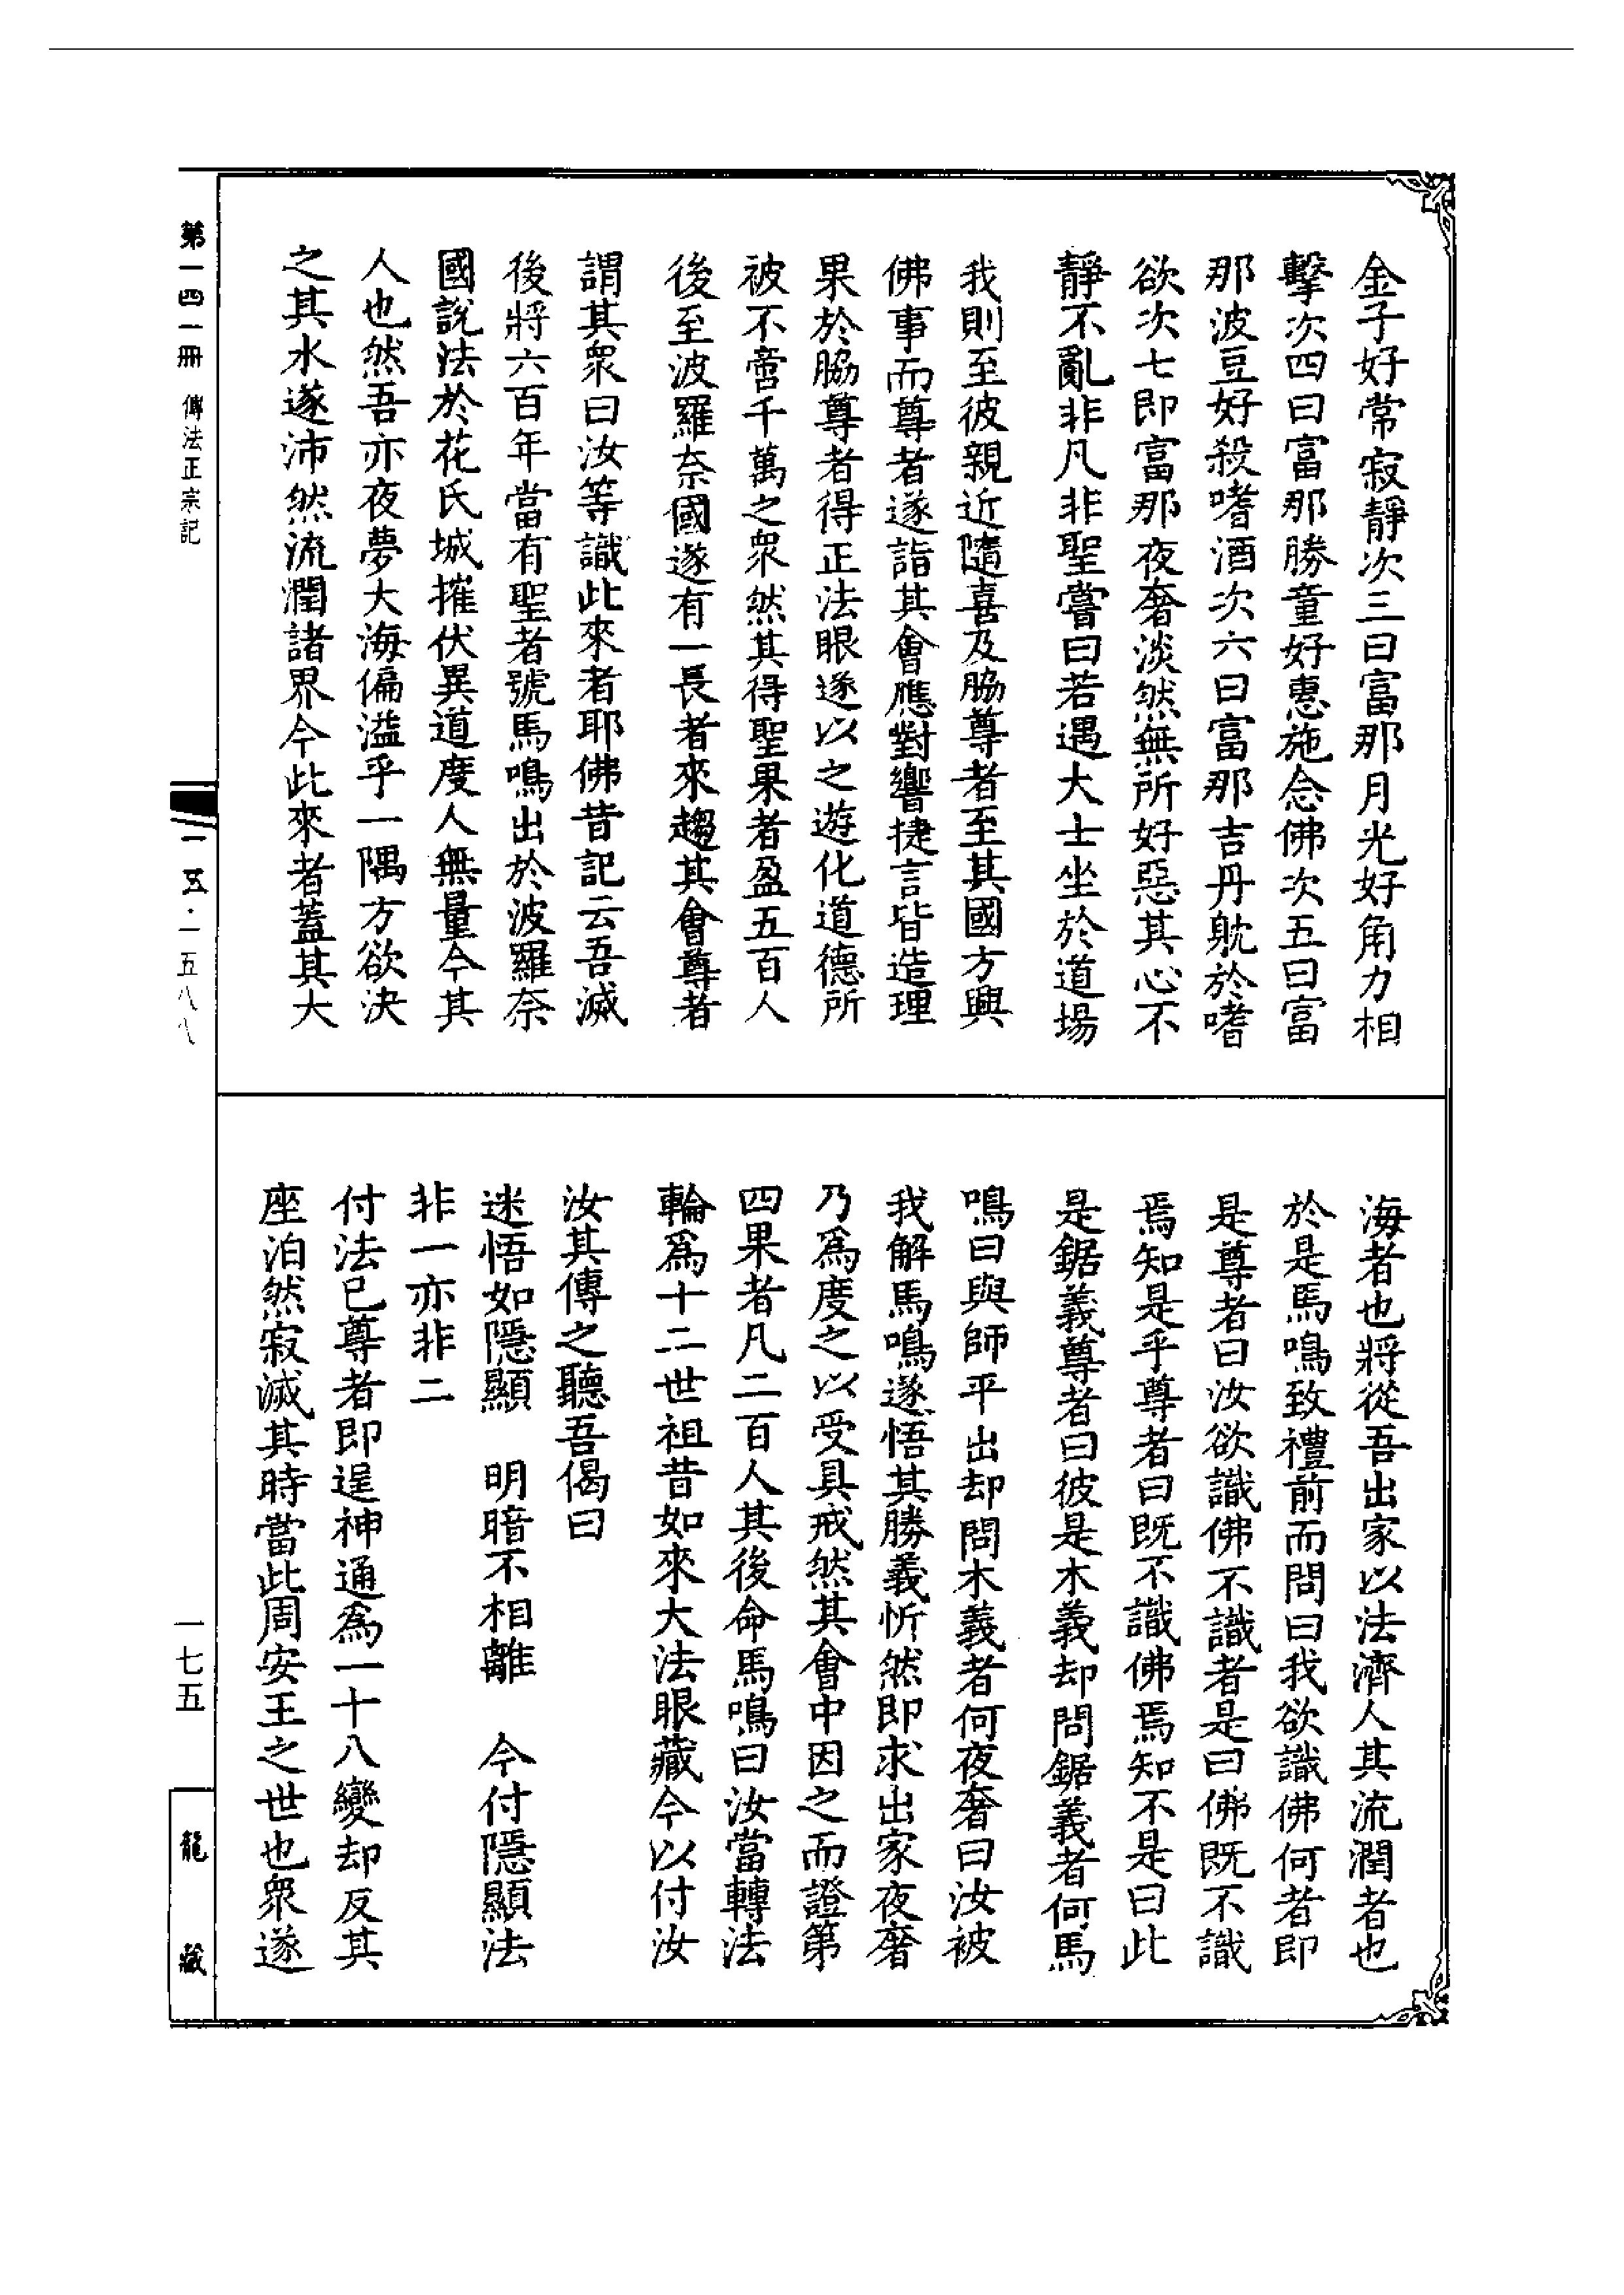 金子好常寂靜次三曰富那月光好角力相
擊次四曰富那勝童好惠施念佛次五曰富
那波豆好殺嗜酒次六曰富那吉丹躭於嗜
欲次七即富那夜奢淡然無所好惡其心不
靜不亂非凡非聖嘗曰若遇大士坐於道場
我則至彼親近隨喜及脇尊者至其國方興
佛事而尊者遂詣其會應對響捷言皆造理
果於脇尊者得正法眼遂以之遊化道德所
被不啻千萬之衆然其得聖果者盈五百人
後至波羅奈國遂有一長者來趨其會尊者
謂其衆曰汝等識此來者耶佛昔記云吾滅
後將六百年當有聖者號馬鳴出於波羅奈
國說法於花氏城摧伏異道度人無量今其
人也然吾亦夜夢大海偏溢乎一隅方欲決
之其水遂沛然流潤諸界今此來者蓋其大
海者也將從吾出家以法濟人其流潤者也
於是馬鳴致禮前而問曰我欲識佛何者即
是尊者曰汝欲識佛不識者是曰佛既不識
焉知是乎尊者曰既不識佛焉知不是曰此
是鋸義尊者曰彼是木義却問鋸義者何馬
鳴曰與師平出却問木義者何夜奢曰汝被
我解馬鳴遂悟其勝義忻然即求出家夜奢
乃爲度之以受具戒然其會中因之而證第
四果者凡二百人其後命馬鳴曰汝當轉法
輪爲十二世祖昔如來大法眼藏今以付汝
汝其傳之聽吾偈曰
迷悟如隱顯　明暗不相離　今付隱顯法
非一亦非二
付法已尊者即逞神通爲一十八變却反其
座泊然寂滅其時當此周安王之世也衆遂
第一四一冊　傳法正宗記
一五·一五八八
一七五
龍藏